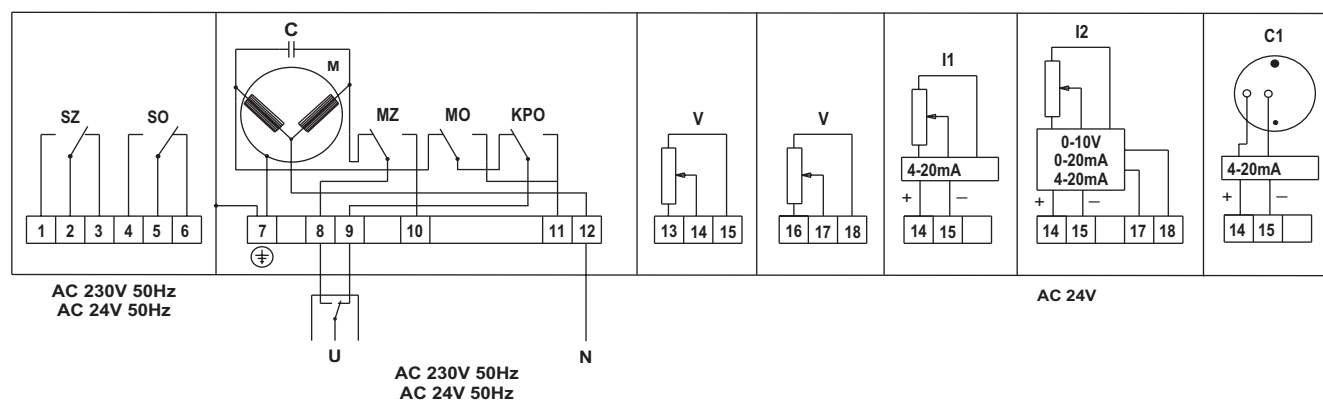 C
M
SZ
SO
MZ
MO
KPO
V
V
I1
I2
C1
4-20mA
0-10V
0-20mA
4-20mA
4-20mA
+ −
+ −
+ −
1 2 3 4 5 6
7 8 9 10 11 12
13 14 15
16 17 18
14 15
14 15 17 18
14 15
AC 230V 50Hz
AC 24V 50Hz
AC 24V
U
N
AC 230V 50Hz
AC 24V 50Hz